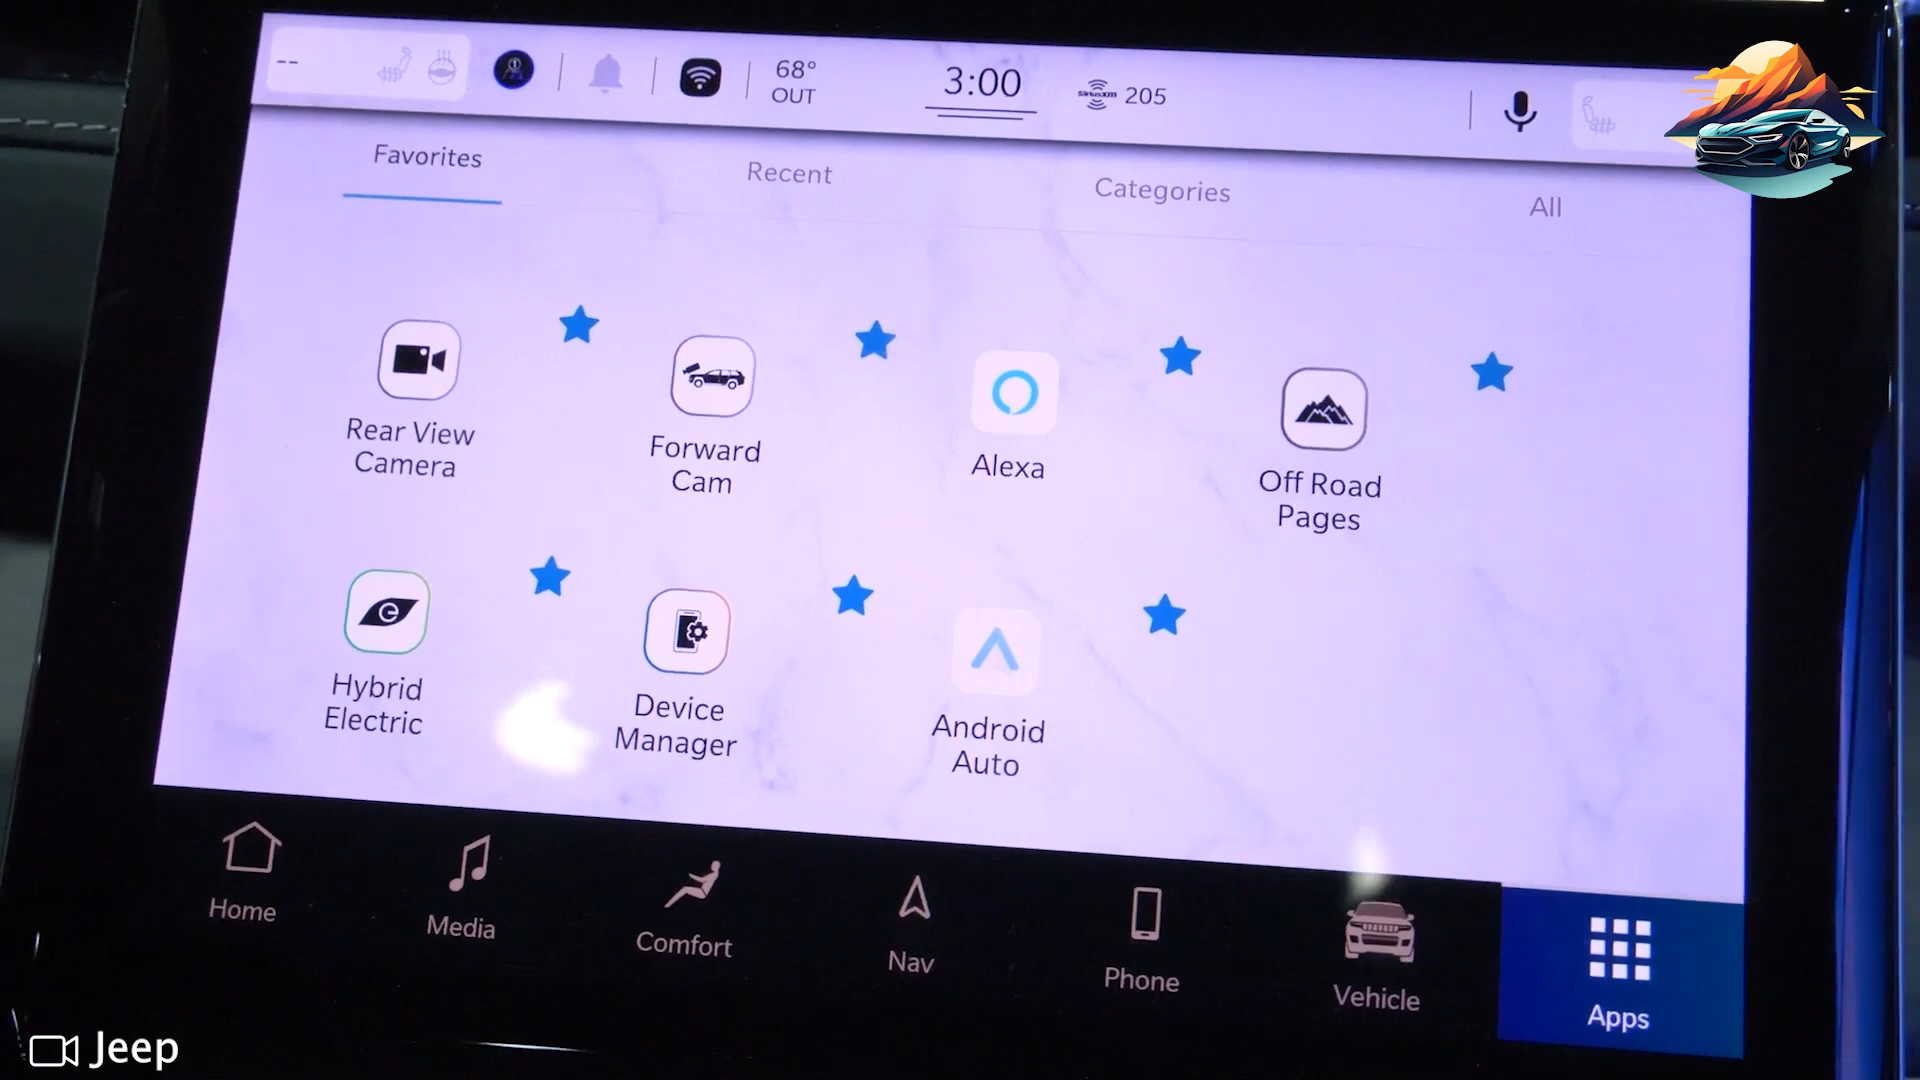 --
68°
OUT
3:00
SiriusXM 205
Favorites
Recent
Categories
All
Rear View
Camera
Forward
Cam
Alexa
Off Road
Pages
Hybrid
Electric
Device
Manager
Android
Auto
Home
Media
Comfort
Nav
Phone
Vehicle
Apps
Jeep